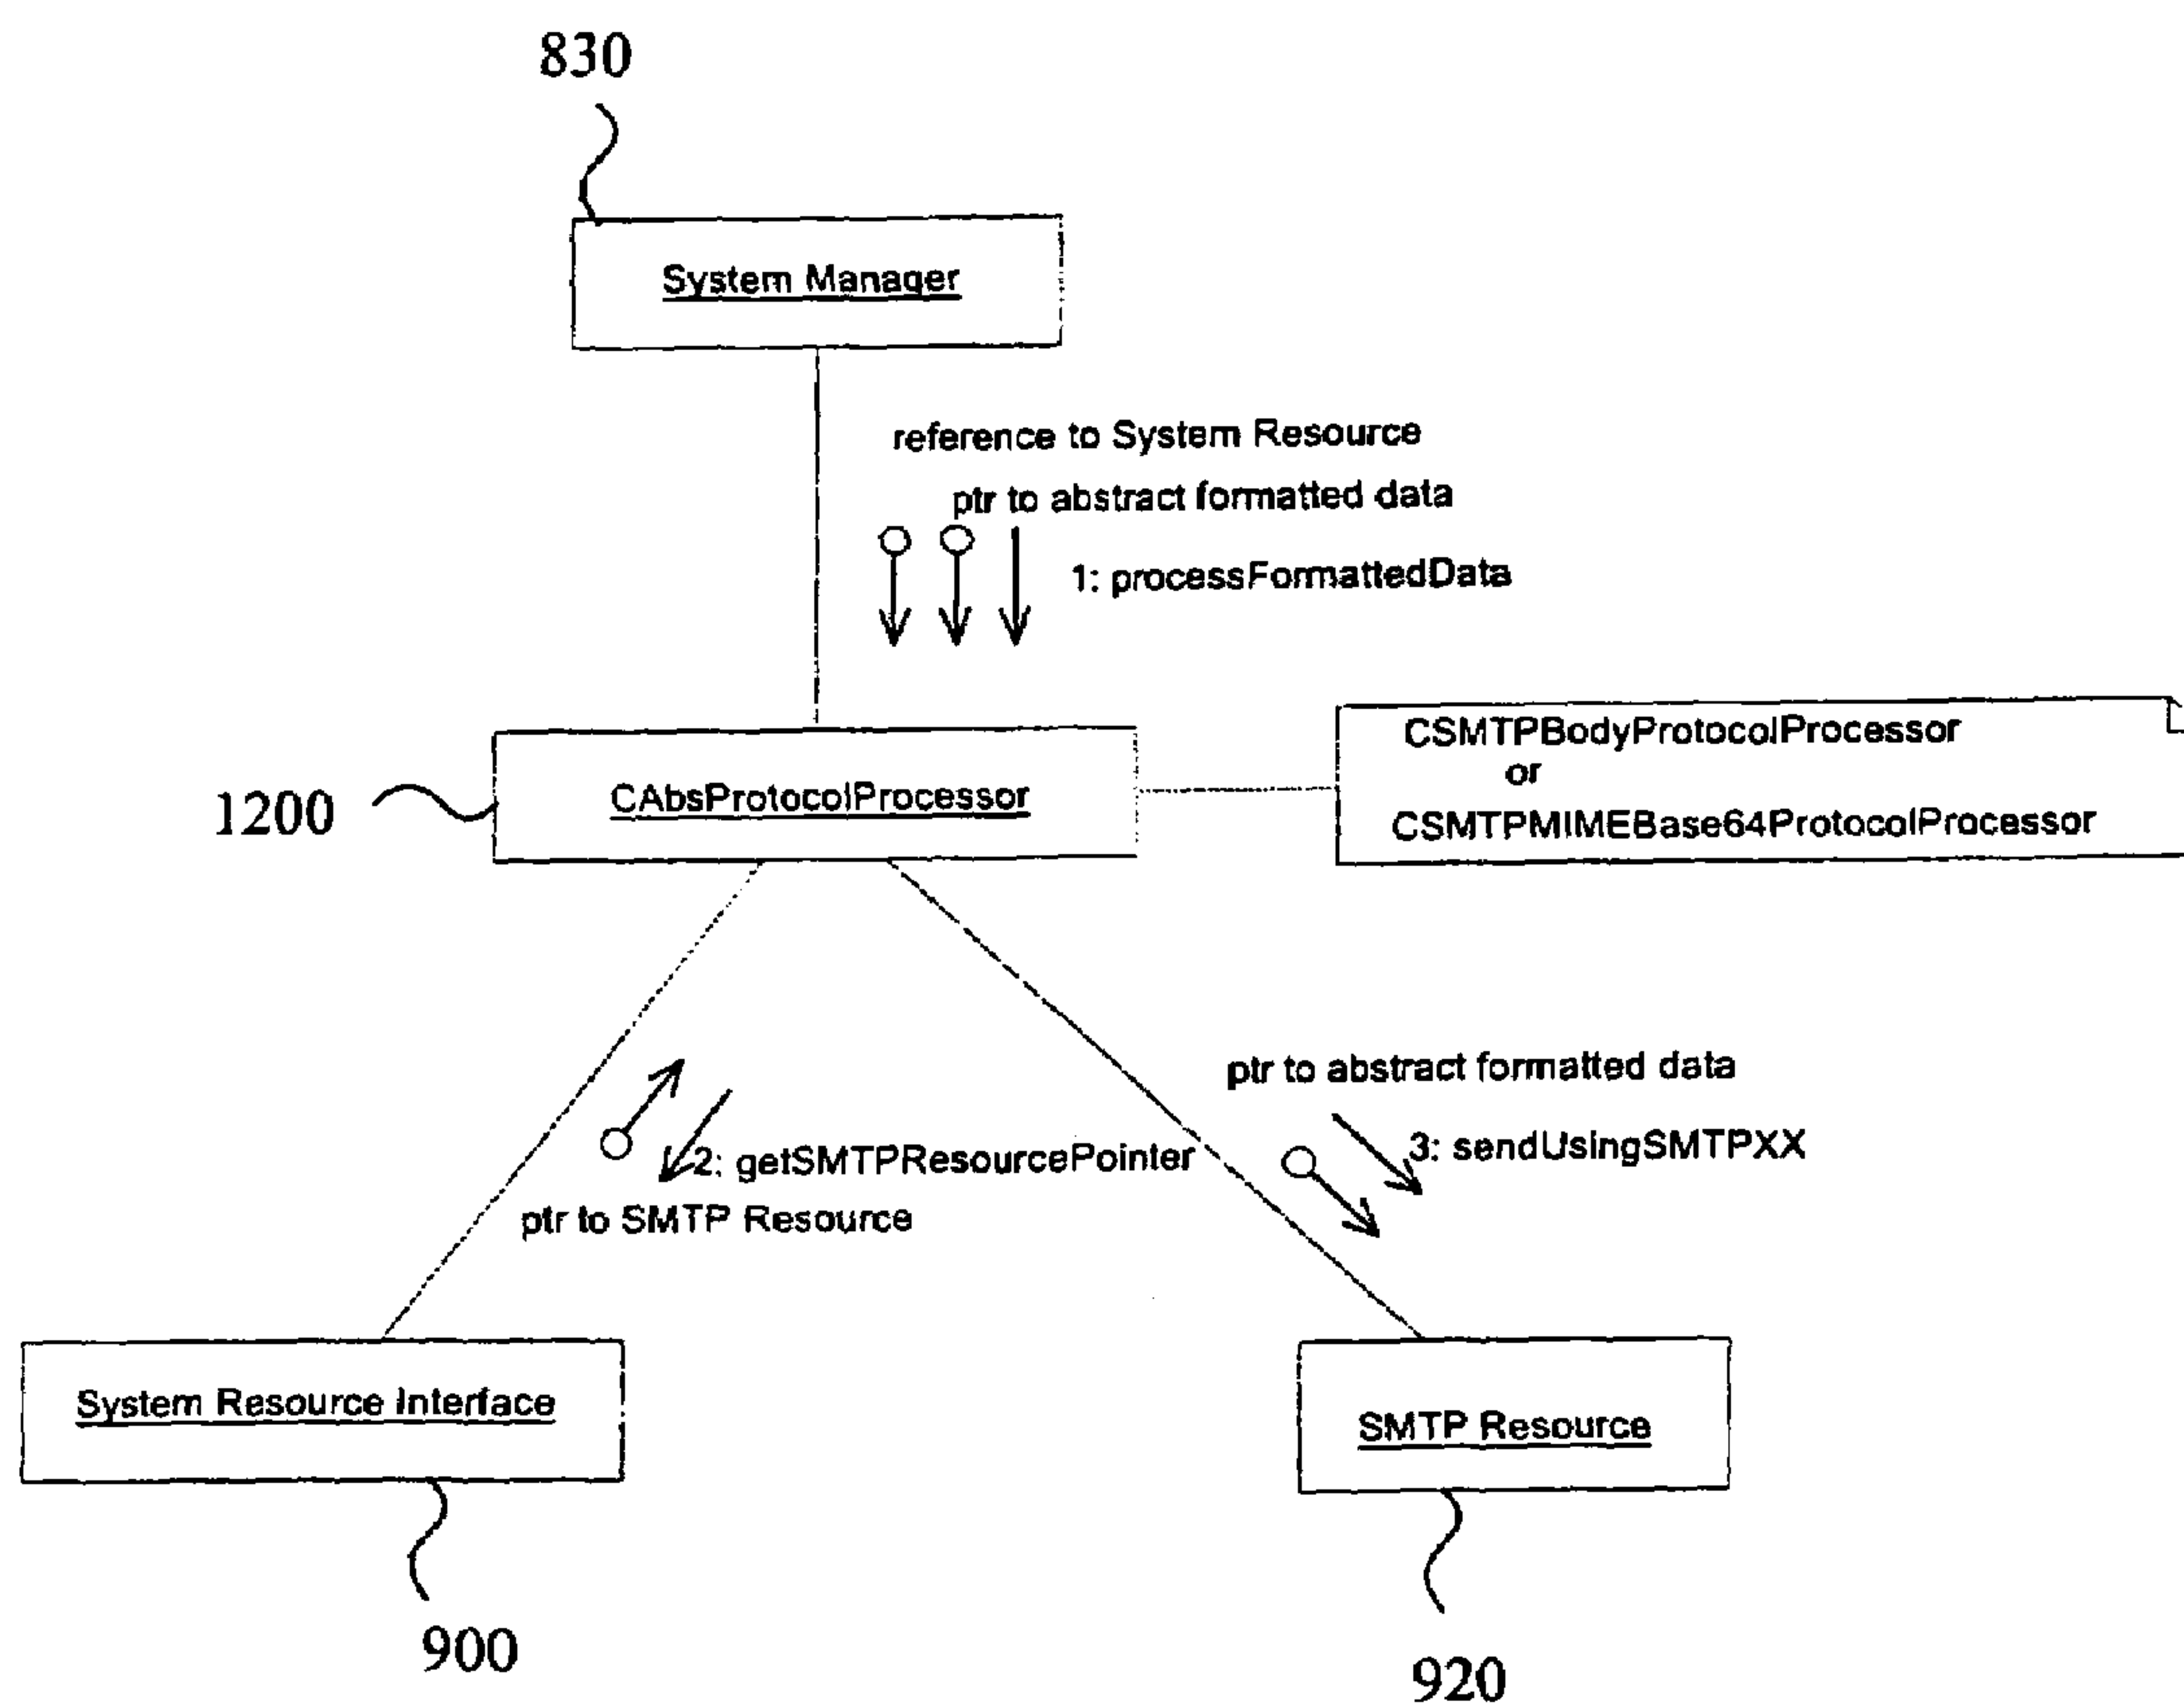 830
System Manager
reference to System Resource
ptr to abstract formatted data
1: processFormattedData
CSMTPBodyProtocolProcessor
or
CSMTPMIMEBase64ProtocolProcessor
1200
CAbsProtocolProcessor
ptr to abstract formatted data
3: sendUsingSMTPXX
2: getSMTPResourcePointer
ptr to SMTP Resource
System Resource Interface
SMTP Resource
900
920